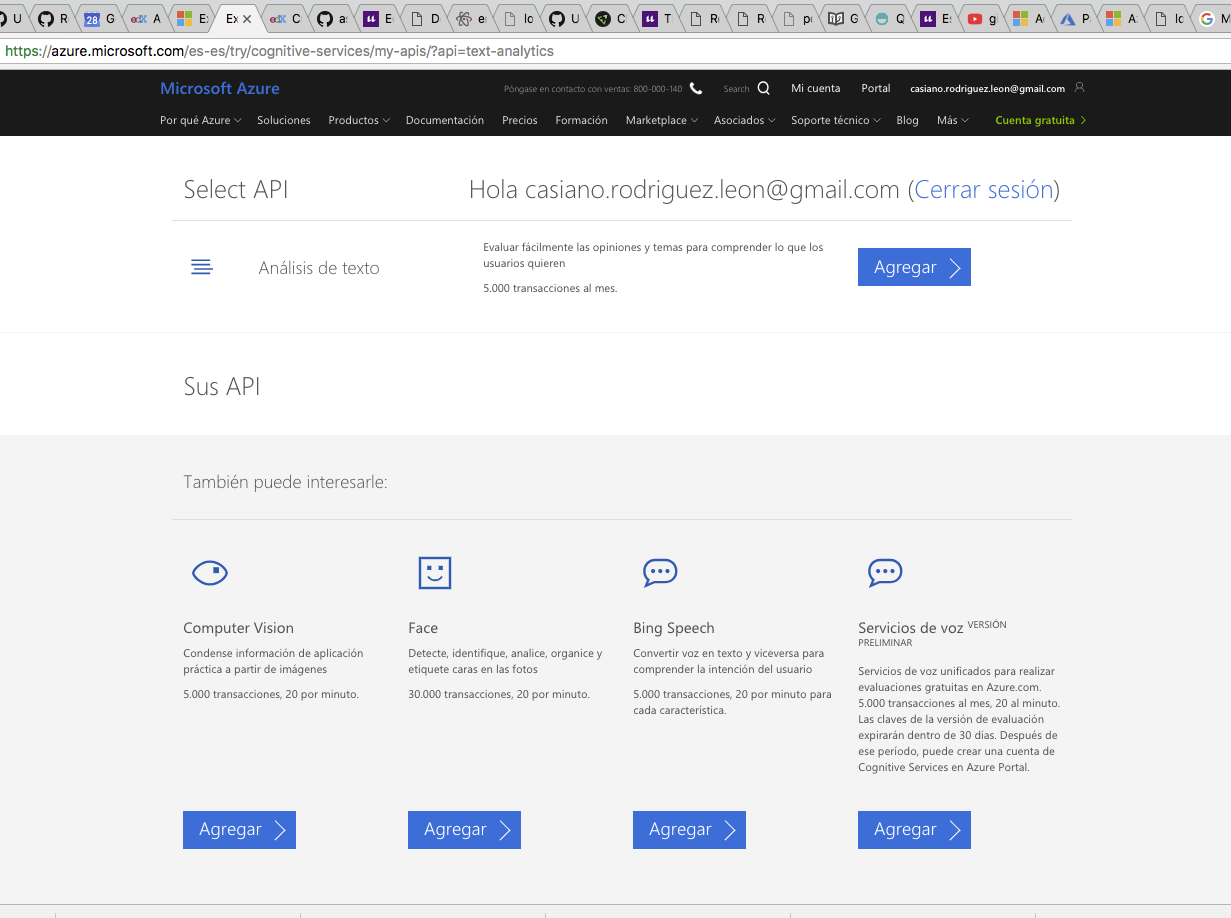 U R 28 G edX A Ex Ex edX C as E D en Io U C T R R po G Q Es g A P A Id G M
https://azure.microsoft.com/es-es/try/cognitive-services/my-apis/?api=text-analytics
Microsoft Azure Póngase en contacto con ventas: 800-000-140 Search Mi cuenta Portal casiano.rodriguez.leon@gmail.com
Por qué Azure Soluciones Productos Documentación Precios Formación Marketplace Asociados Soporte técnico Blog Más Cuenta gratuita
Select API Hola casiano.rodriguez.leon@gmail.com (Cerrar sesión)
Análisis de texto
Evaluar fácilmente las opiniones y temas para comprender lo que los
usuarios quieren
5.000 transacciones al mes.
Agregar
Sus API
También puede interesarle:
Computer Vision
Condense información de aplicación
práctica a partir de imágenes
5.000 transacciones, 20 por minuto.
Agregar
Face
Detecte, identifique, analice, organice y
etiquete caras en las fotos
30.000 transacciones, 20 por minuto.
Agregar
Bing Speech
Convertir voz en texto y viceversa para
comprender la intención del usuario
5.000 transacciones, 20 por minuto para
cada característica.
Agregar
Servicios de voz VERSIÓN
PRELIMINAR
Servicios de voz unificados para realizar
evaluaciones gratuitas en Azure.com.
5.000 transacciones al mes, 20 al minuto.
Las claves de la versión de evaluación
expirarán dentro de 30 días. Después de
ese período, puede crear una cuenta de
Cognitive Services en Azure Portal.
Agregar